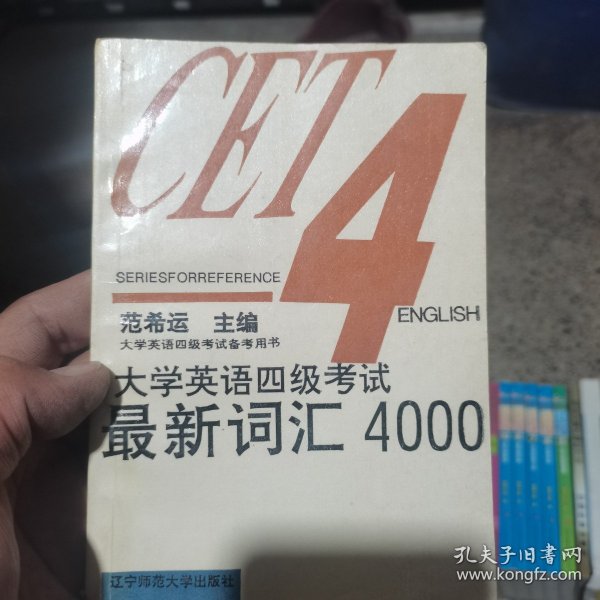 CET
4
SERIESFORREFERENCE
ENGLISH
范希运 主编
大学英语四级考试备考用书
大学英语四级考试
最新词汇 4000
辽宁师范大学出版社
孔夫子旧书网
www.kongfz.com